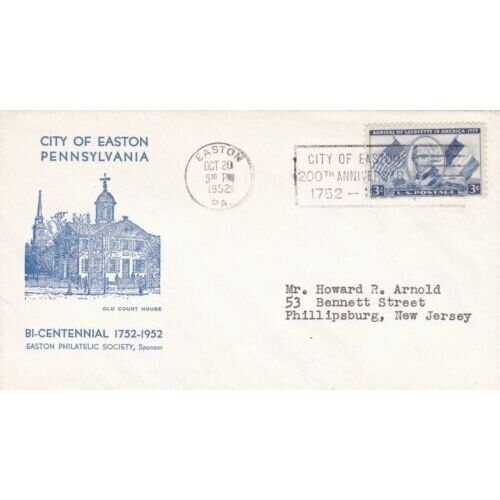 CITY OF EASTON
PENNSYLVANIA
OLD COURT HOUSE
BI-CENTENNIAL 1752-1952
EASTON PHILATELIC SOCIETY, Sponsor
EASTON
OCT 20
PM
1952
PA.
CITY OF EASTON
200TH ANNIVERSARY
1752 —
ARRIVAL OF LAFAYETTE IN AMERICA 1777
3¢ 3¢
U.S. POSTAGE
Mr. Howard R. Arnold
53 Bennett Street
Phillipsburg, New Jersey